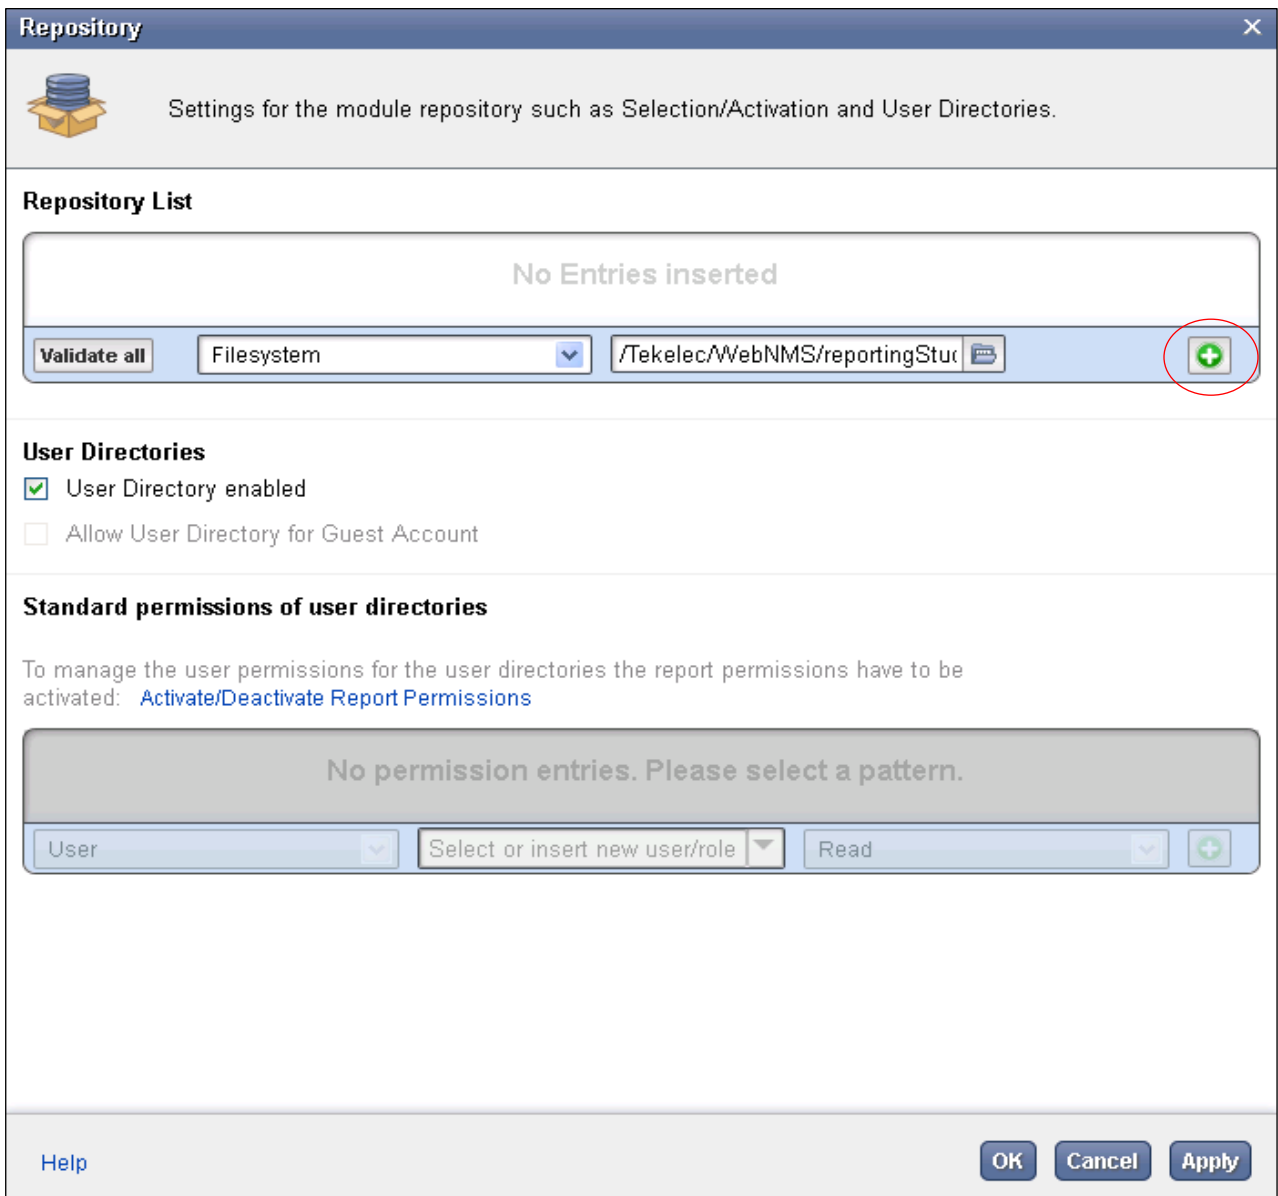 Repository
Settings for the module repository such as Selection/Activation and User Directories.
Repository List
No Entries inserted
Validate all
Filesystem
/Tekelec/WebNMS/reportingStu
User Directories
User Directory enabled
Allow User Directory for Guest Account
Standard permissions of user directories
To manage the user permissions for the user directories the report permissions have to be
activated: Activate/Deactivate Report Permissions
No permission entries. Please select a pattern.
User
Select or insert new user/role
Read
Help
OK
Cancel
Apply